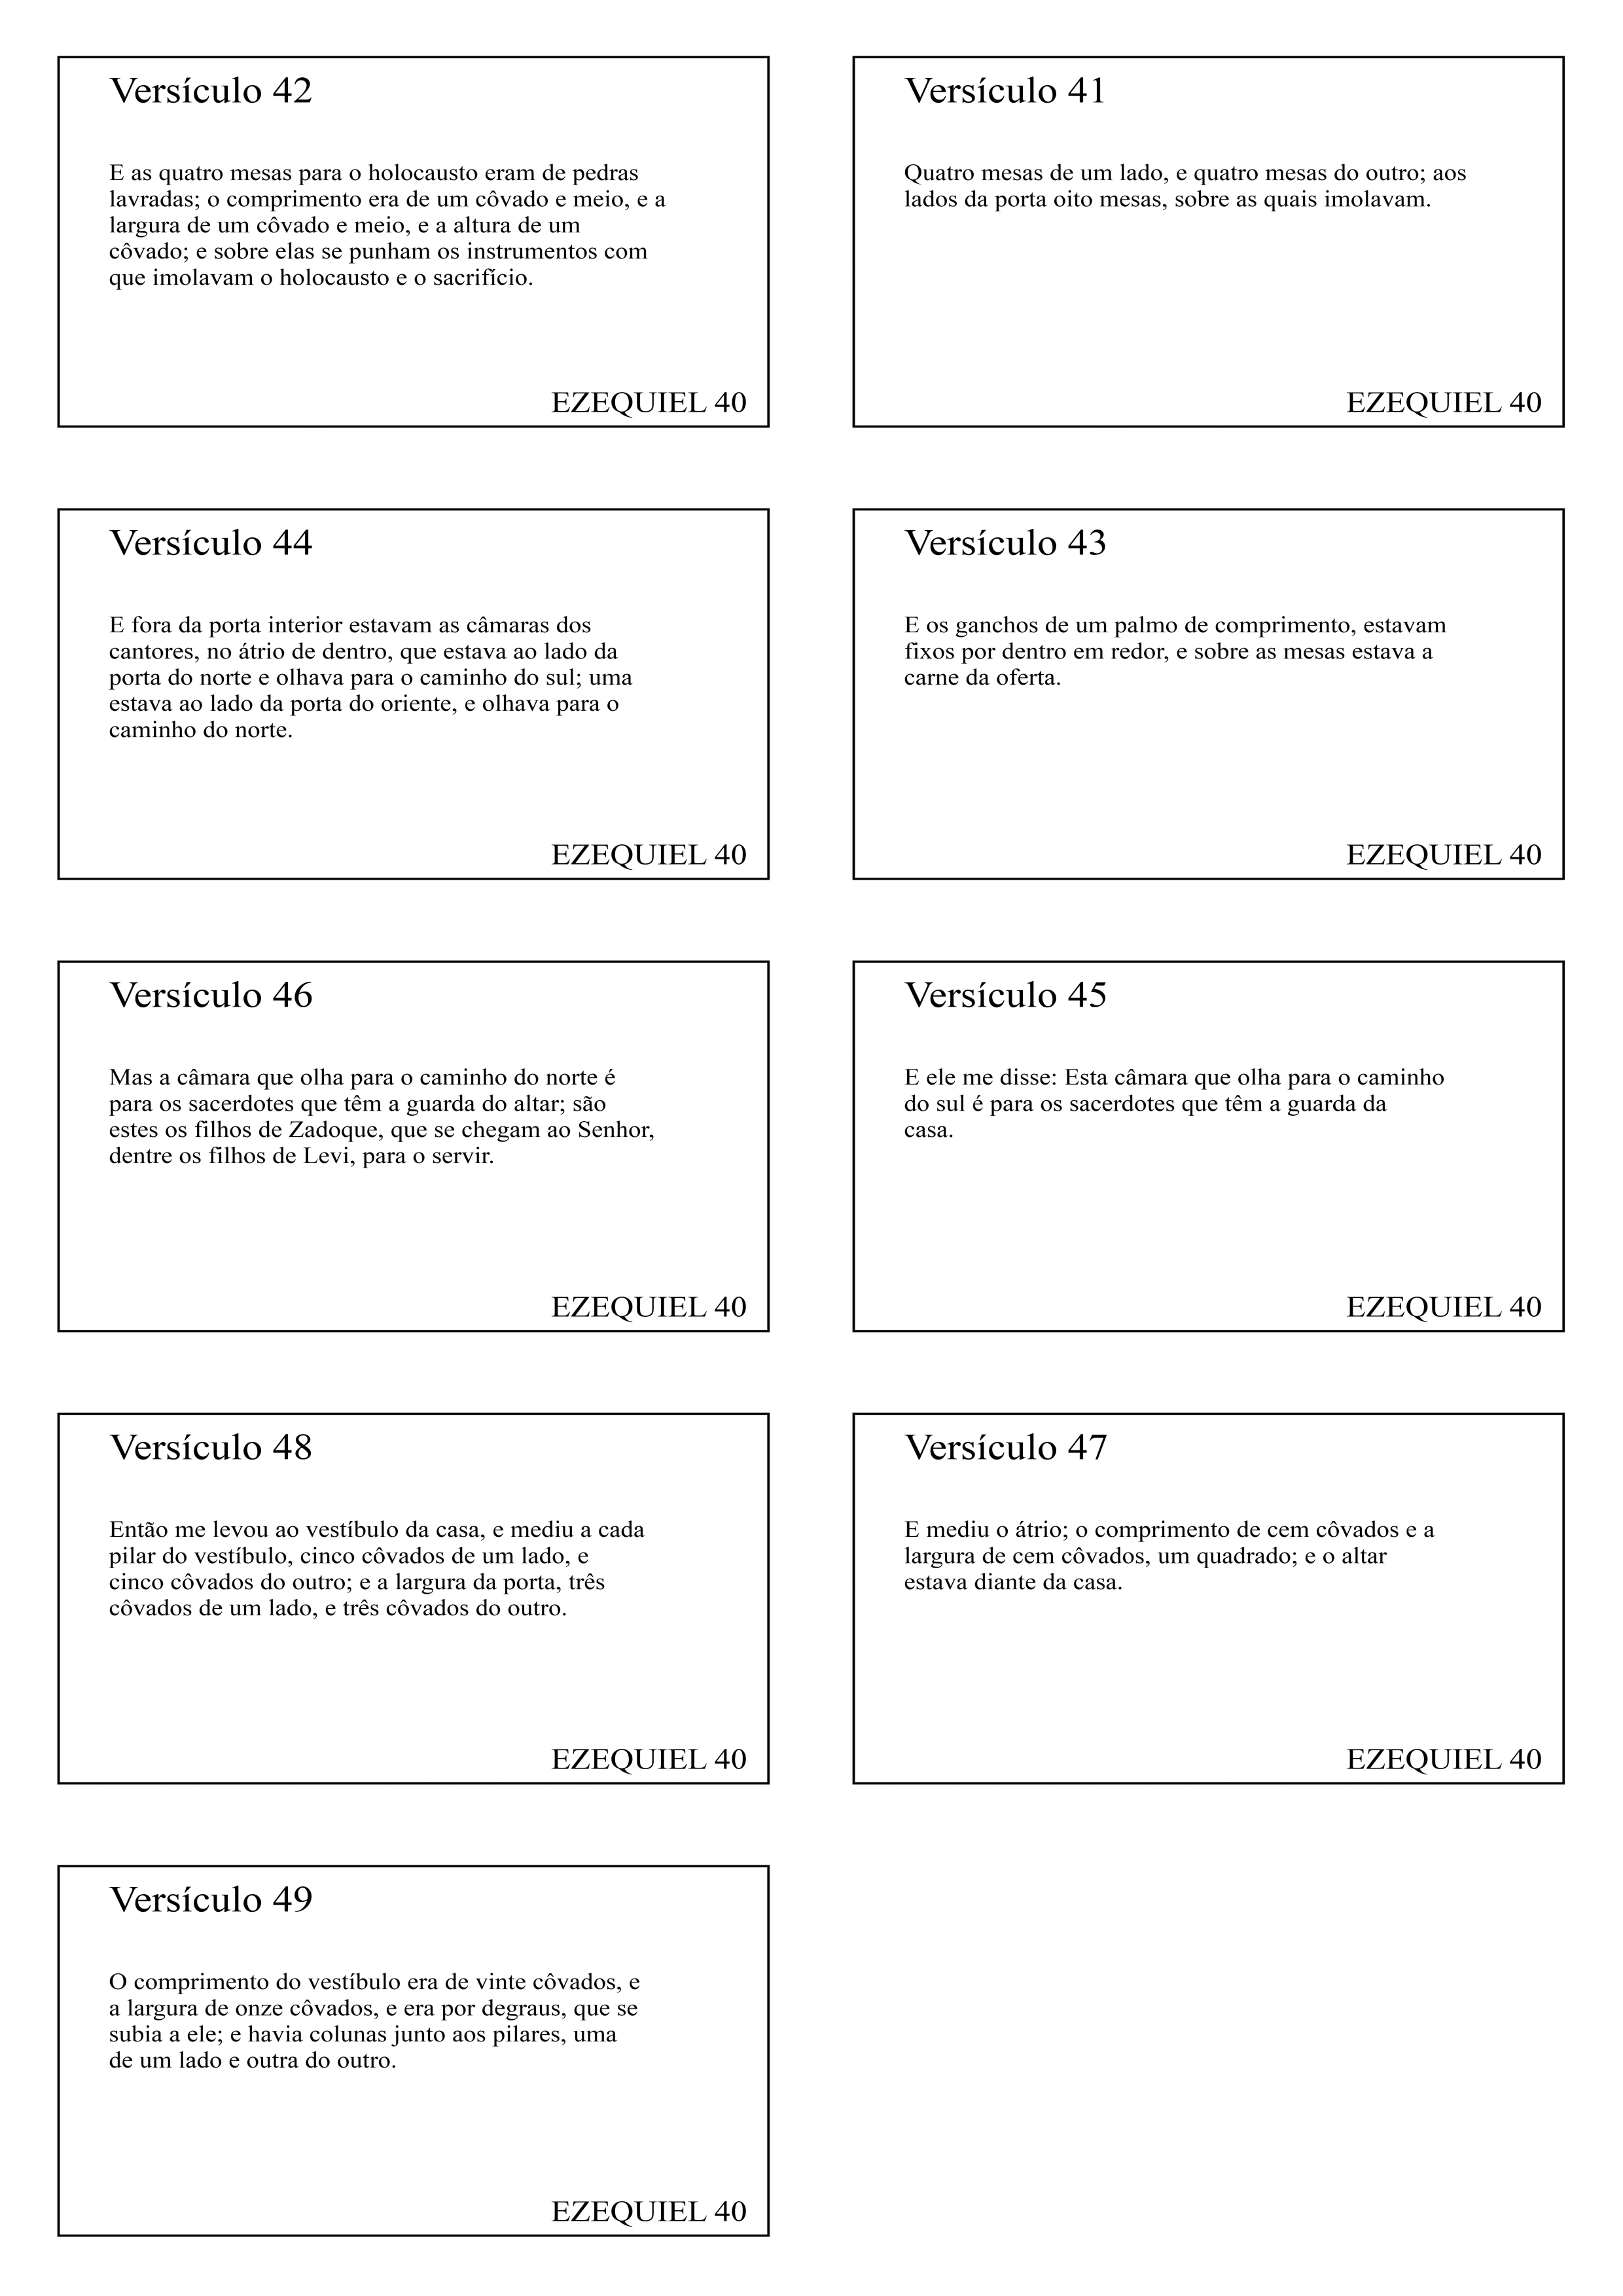 Versículo 42
E as quatro mesas para o holocausto eram de pedras
lavradas; o comprimento era de um côvado e meio, e a
largura de um côvado e meio, e a altura de um
côvado; e sobre elas se punham os instrumentos com
que imolavam o holocausto e o sacrifício.
EZEQUIEL 40
Versículo 41
Quatro mesas de um lado, e quatro mesas do outro; aos
lados da porta oito mesas, sobre as quais imolavam.
EZEQUIEL 40
Versículo 44
E fora da porta interior estavam as câmaras dos
cantores, no átrio de dentro, que estava ao lado da
porta do norte e olhava para o caminho do sul; uma
estava ao lado da porta do oriente, e olhava para o
caminho do norte.
EZEQUIEL 40
Versículo 43
E os ganchos de um palmo de comprimento, estavam
fixos por dentro em redor, e sobre as mesas estava a
carne da oferta.
EZEQUIEL 40
Versículo 46
Mas a câmara que olha para o caminho do norte é
para os sacerdotes que têm a guarda do altar; são
estes os filhos de Zadoque, que se chegam ao Senhor,
dentre os filhos de Levi, para o servir.
EZEQUIEL 40
Versículo 45
E ele me disse: Esta câmara que olha para o caminho
do sul é para os sacerdotes que têm a guarda da
casa.
EZEQUIEL 40
Versículo 48
Então me levou ao vestíbulo da casa, e mediu a cada
pilar do vestíbulo, cinco côvados de um lado, e
cinco côvados do outro; e a largura da porta, três
côvados de um lado, e três côvados do outro.
EZEQUIEL 40
Versículo 47
E mediu o átrio; o comprimento de cem côvados e a
largura de cem côvados, um quadrado; e o altar
estava diante da casa.
EZEQUIEL 40
Versículo 49
O comprimento do vestíbulo era de vinte côvados, e
a largura de onze côvados, e era por degraus, que se
subia a ele; e havia colunas junto aos pilares, uma
de um lado e outra do outro.
EZEQUIEL 40